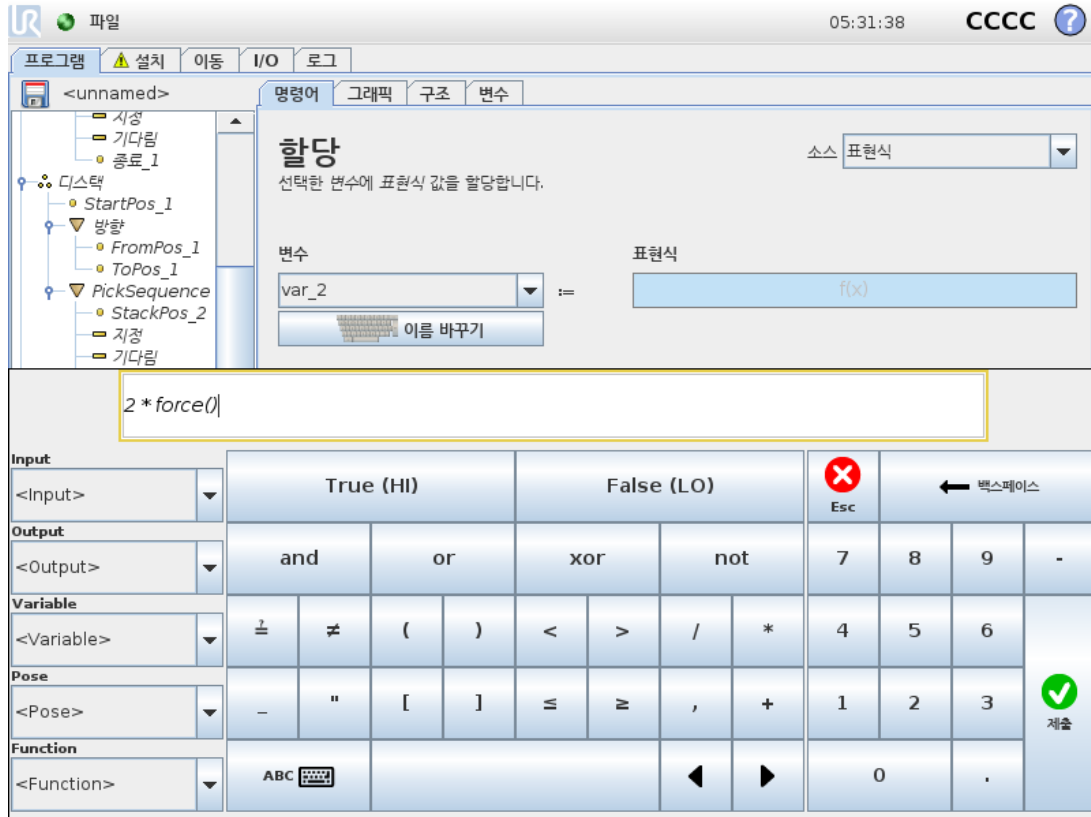 UR 파일 05:31:38 CCCC ?
프로그램 설치 이동 I/O 로그
<unnamed> 명령어 그래픽 구조 변수
지정
기다림
종료_1
디스택
StartPos_1
방향
FromPos_1
ToPos_1
PickSequence
StackPos_2
지정
기다림
할당
소스 표현식
선택한 변수에 표현식 값을 할당합니다.
변수 표현식
var_2 := f(x)
이름 바꾸기
2 * force()
Input
<Input>
Output
<Output>
Variable
<Variable>
Pose
<Pose>
Function
<Function>
True (HI) False (LO) Esc 백스페이스
and or xor not 7 8 9 -
≟ ≠ ( ) < > / * 4 5 6
_ " [ ] ≤ ≥ , + 1 2 3 제출
ABC 0 .